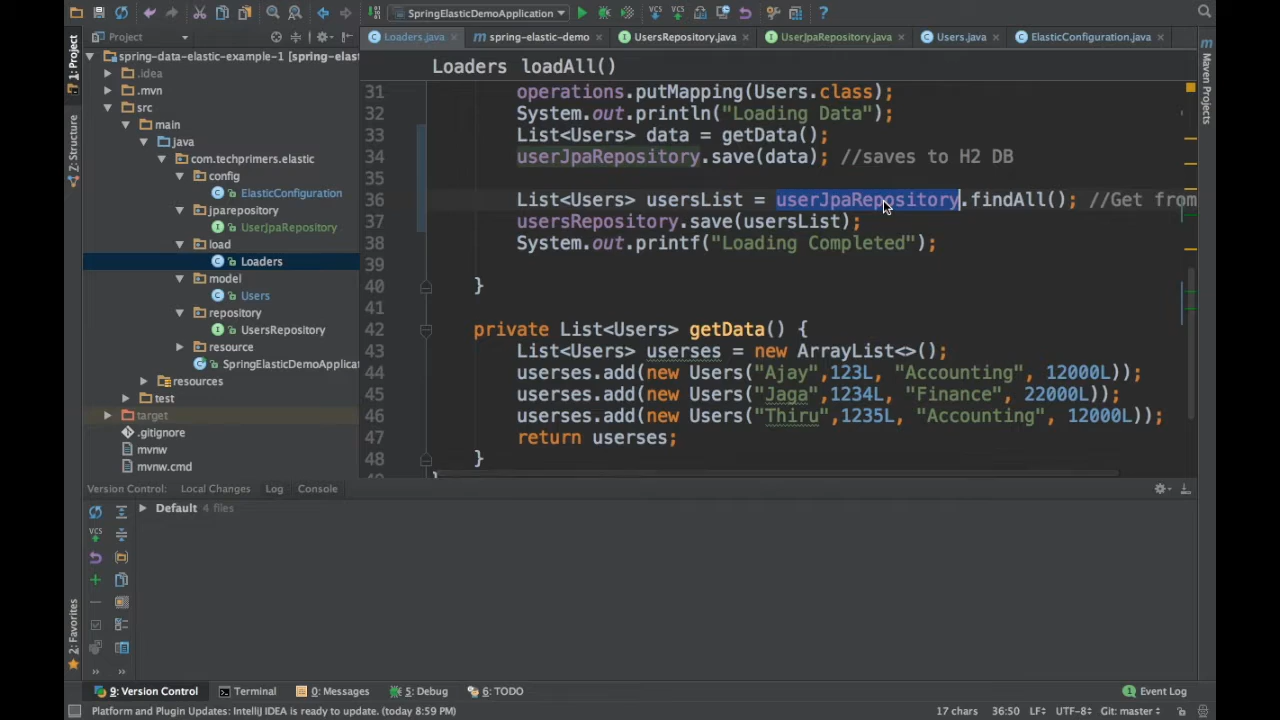 SpringElasticDemoApplication
1: Project
Project
Loaders.java
spring-elastic-demo
UsersRepository.java
UserJpaRepository.java
Users.java
ElasticConfiguration.java
spring-data-elastic-example-1 [spring-elas
.idea
.mvn
src
main
java
com.techprimers.elastic
config
ElasticConfiguration
jparepository
UserJpaRepository
load
Loaders
model
Users
repository
UsersRepository
resource
SpringElasticDemoApplicat
resources
test
target
.gitignore
mvnw
mvnw.cmd
Z: Structure
Maven Projects
Loaders loadAll()
31 operations.putMapping(Users.class);
32 System.out.println("Loading Data");
33 List<Users> data = getData();
34 userJpaRepository.save(data); //saves to H2 DB
35
36 List<Users> usersList = userJpaRepository.findAll(); //Get from
37 usersRepository.save(usersList);
38 System.out.printf("Loading Completed");
39
40 }
41
42 private List<Users> getData() {
43 List<Users> userses = new ArrayList<>();
44 userses.add(new Users("Ajay",123L, "Accounting", 12000L));
45 userses.add(new Users("Jaga",1234L, "Finance", 22000L));
46 userses.add(new Users("Thiru",1235L, "Accounting", 12000L));
47 return userses;
48 }
Version Control: Local Changes Log Console
Default 4 files
2: Favorites
9: Version Control Terminal 0: Messages 5: Debug 6: TODO Event Log
Platform and Plugin Updates: IntelliJ IDEA is ready to update. (today 8:59 PM) 17 chars 36:50 LF÷ UTF-8÷ Git: master÷